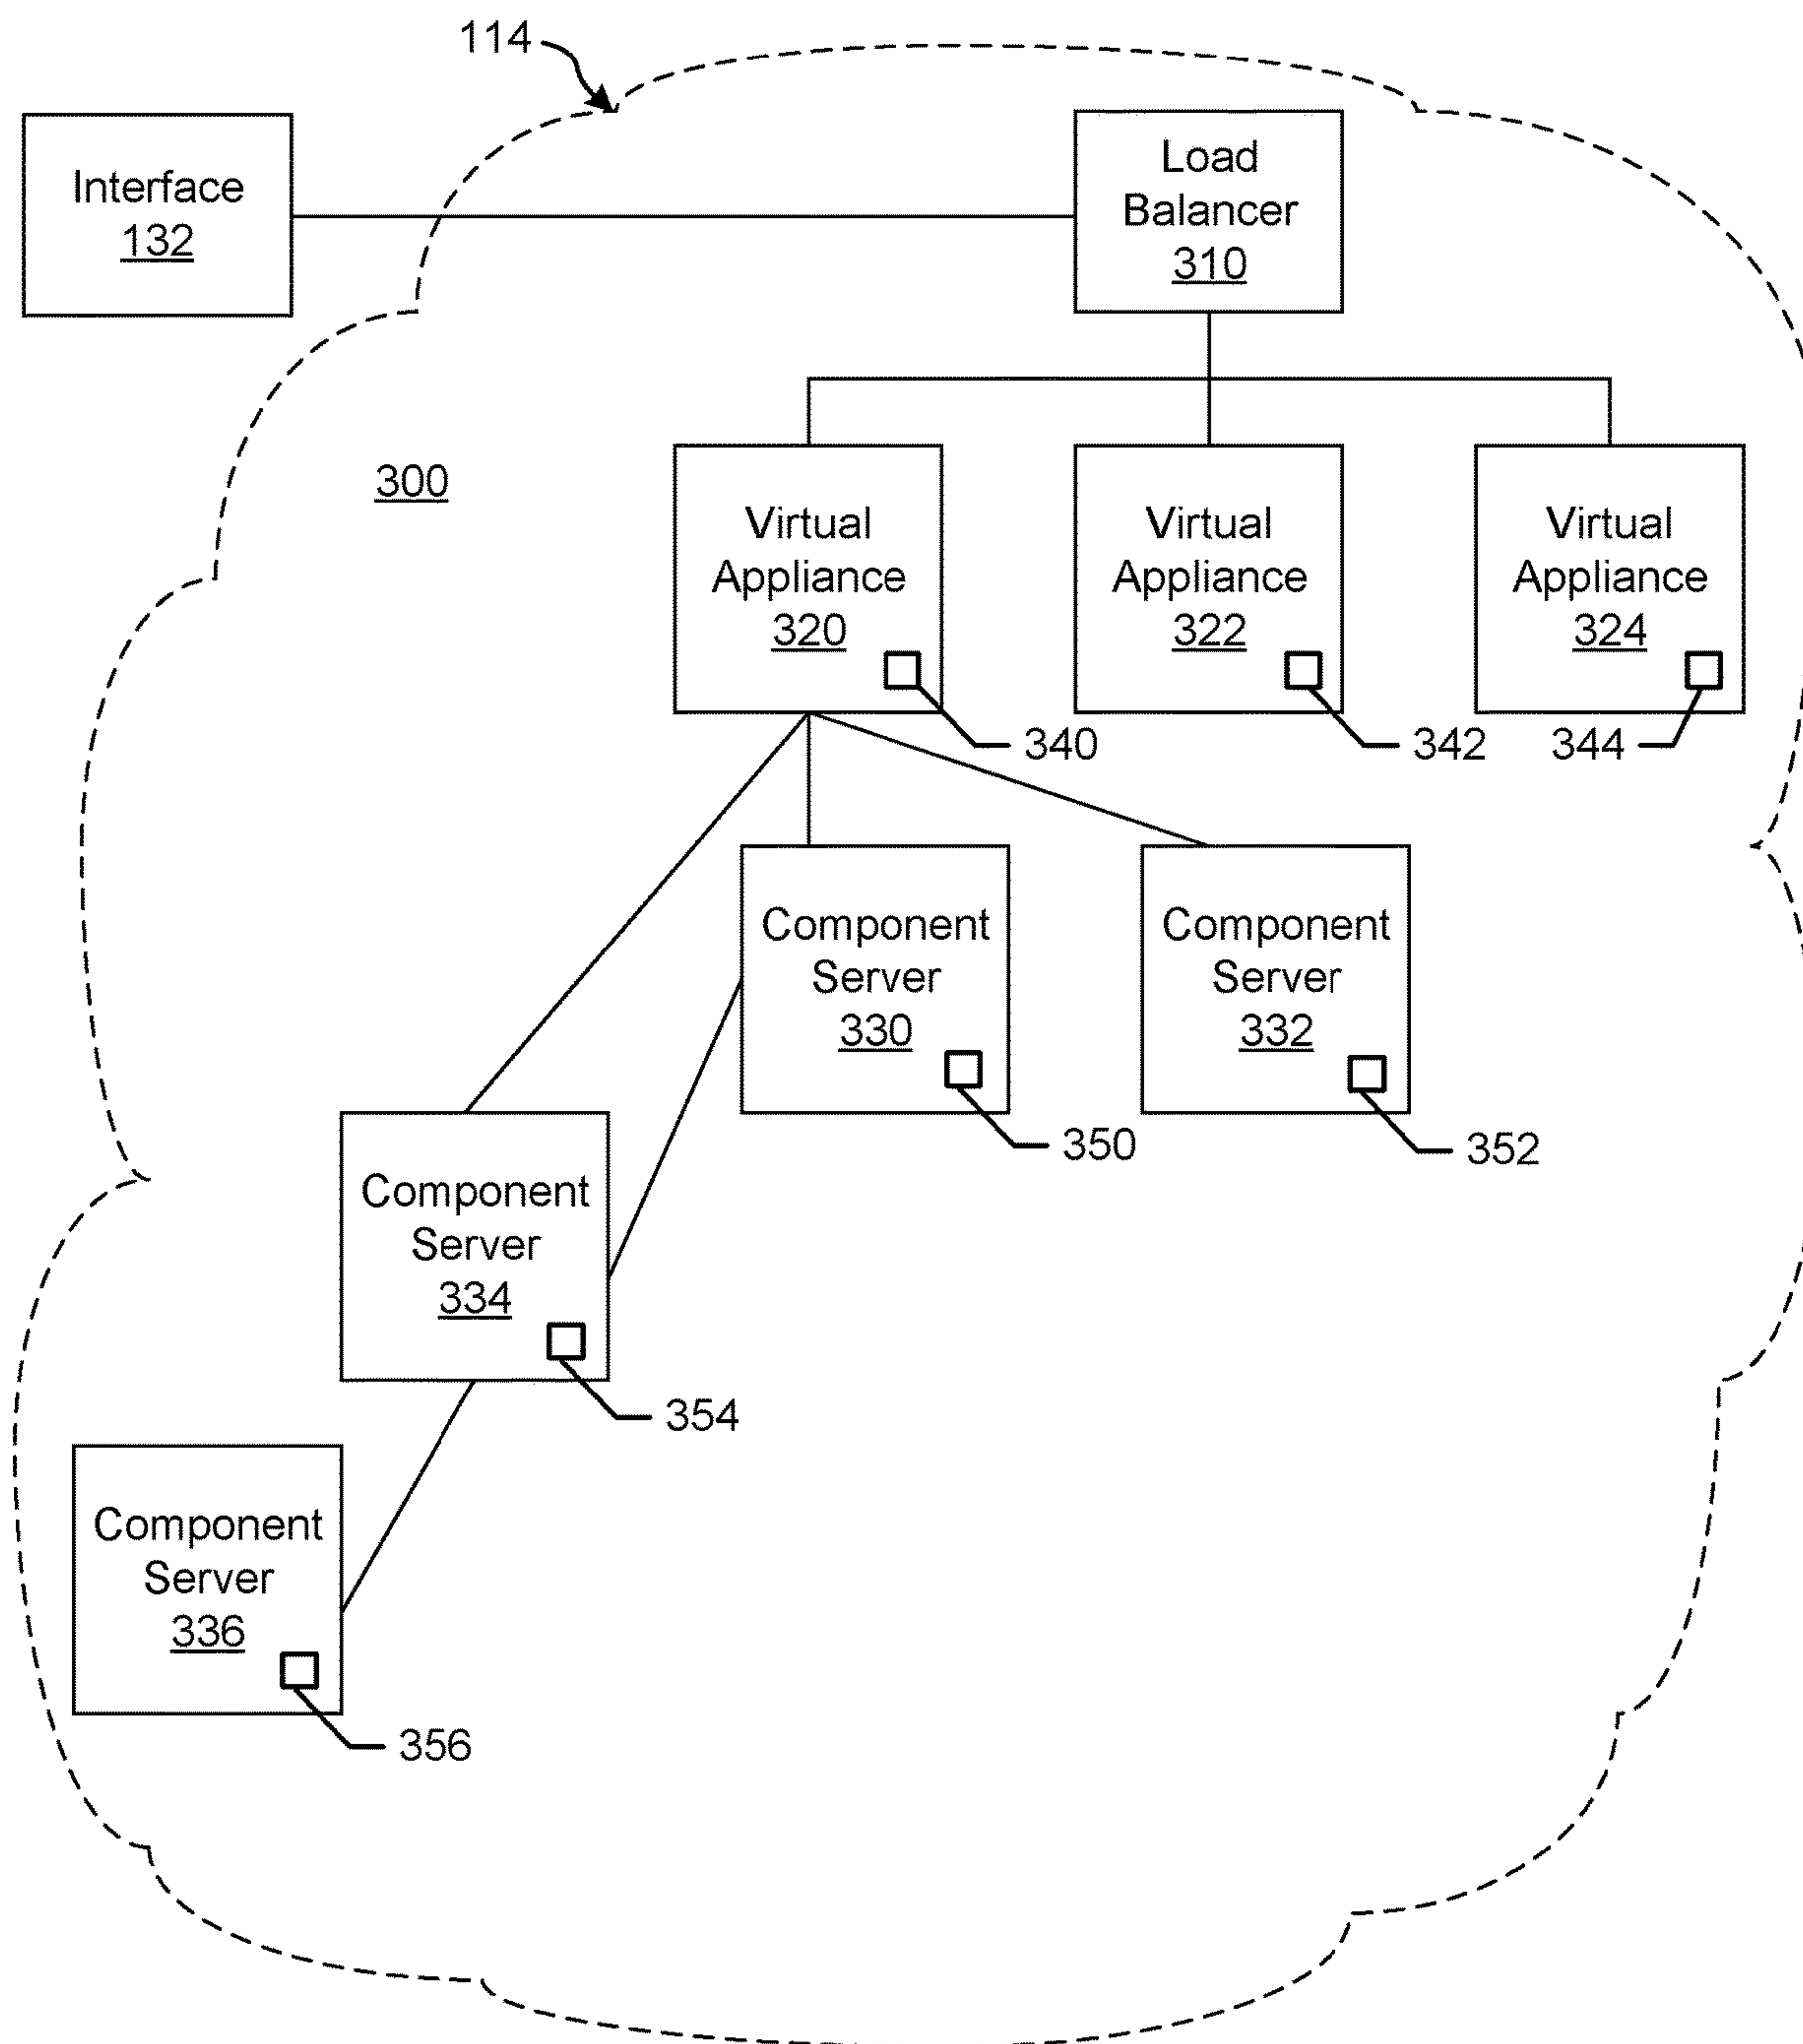 114
Interface
132
Load
Balancer
310
300
Virtual
Appliance
320
Virtual
Appliance
322
Virtual
Appliance
324
340
342
344
Component
Server
330
Component
Server
332
350
352
Component
Server
334
354
Component
Server
336
356